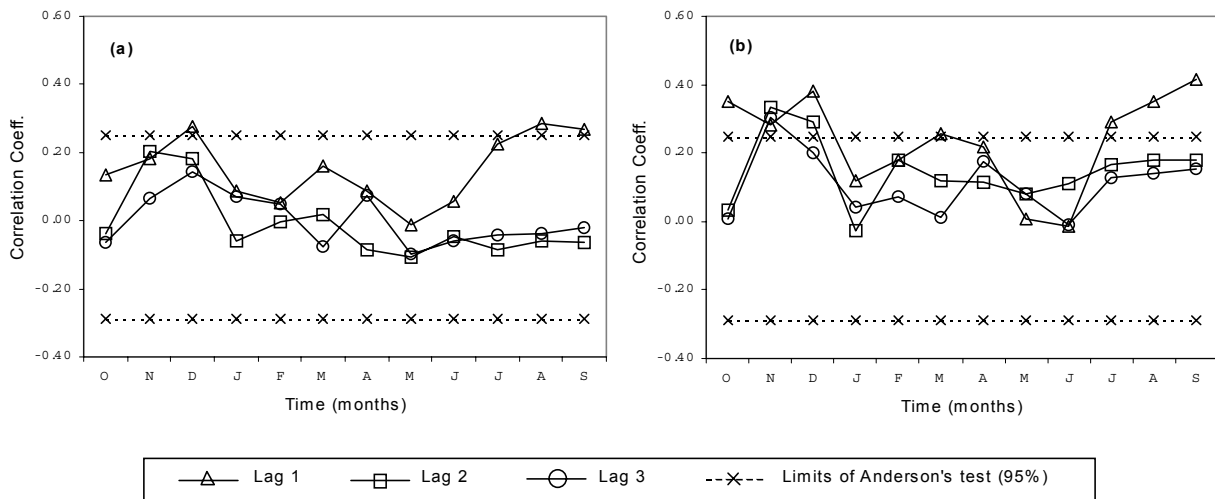 (a)
Correlation Coeff.
0.60
0.40
0.20
0.00
-0.20
-0.40
O N D J F M A M J J A S
Time (months)
(b)
Correlation Coeff.
0.60
0.40
0.20
0.00
-0.20
-0.40
O N D J F M A M J J A S
Time (months)
Lag 1 Lag 2 Lag 3 Limits of Anderson's test (95%)